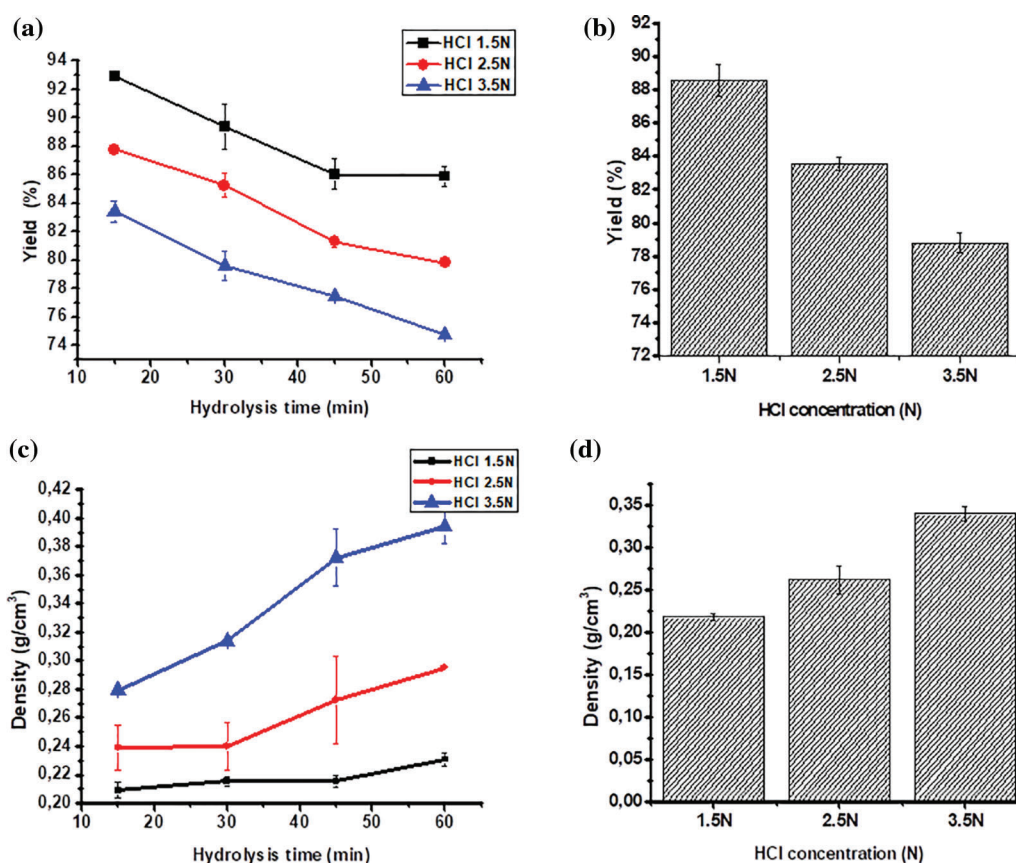 (a)
HCl 1.5N
HCl 2.5N
HCl 3.5N
94
92
90
88
86
84
82
80
78
76
74
Yield (%)
10 20 30 40 50 60
Hydrolysis time (min)
(b)
88
86
84
82
80
78
76
74
72
Yield (%)
1.5N 2.5N 3.5N
HCl concentration (N)
(c)
HCl 1.5N
HCl 2.5N
HCl 3.5N
0,42
0,40
0,38
0,36
0,34
0,32
0,30
0,28
0,26
0,24
0,22
0,20
Density (g/cm³)
10 20 30 40 50 60
Hydrolysis time (min)
(d)
0,35
0,30
0,25
0,20
0,15
0,10
0,05
0,00
Density (g/cm³)
1.5N 2.5N 3.5N
HCl concentration (N)